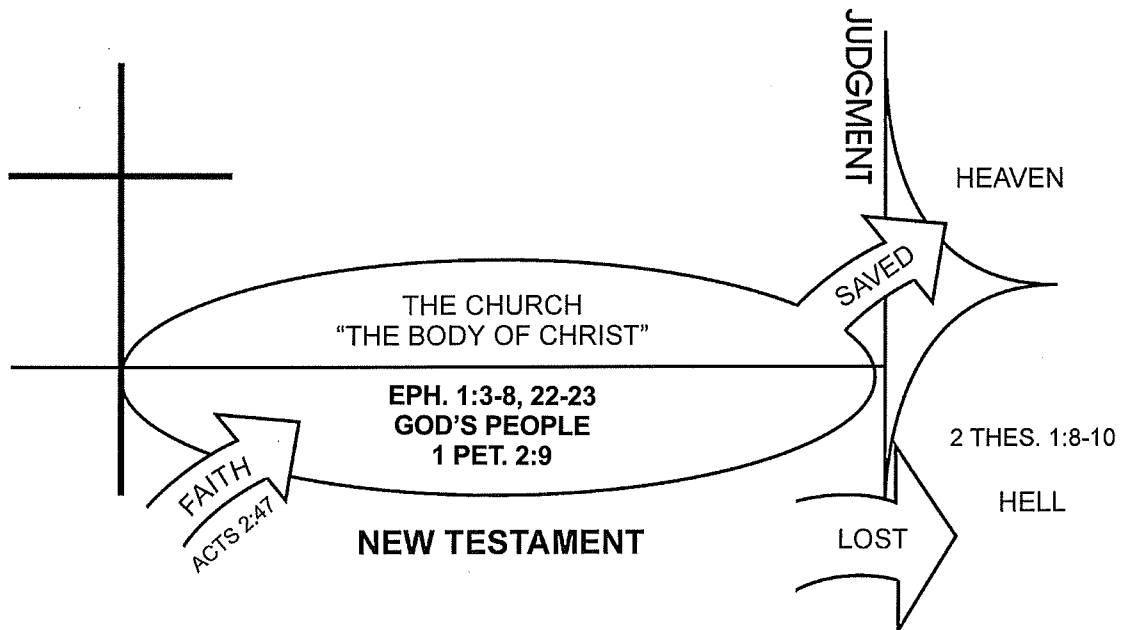 JUDGMENT
HEAVEN
SAVED
THE CHURCH
“THE BODY OF CHRIST”
EPH. 1:3-8, 22-23
GOD’S PEOPLE
1 PET. 2:9
FAITH
ACTS 2:47
NEW TESTAMENT
2 THES. 1:8-10
HELL
LOST